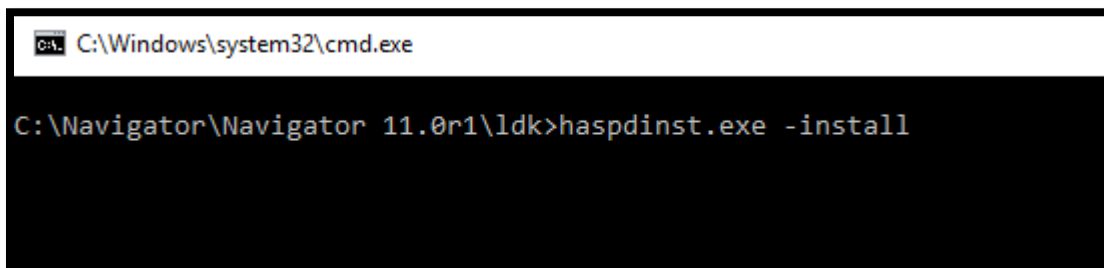 C:\Windows\system32\cmd.exe
C:\Navigator\Navigator 11.0r1\ldk>haspdinst.exe -install